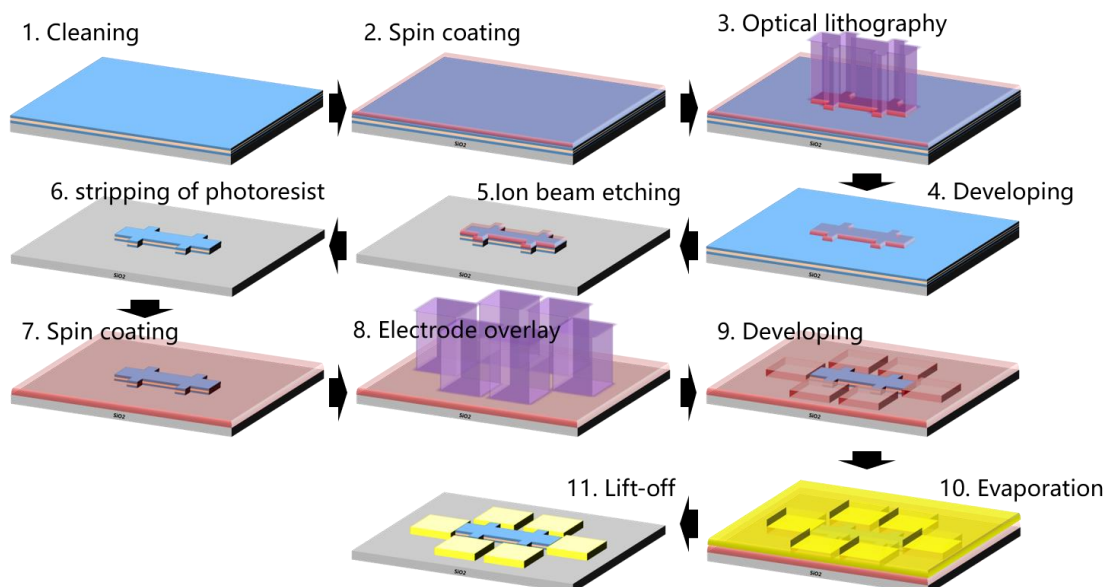 1. Cleaning
2. Spin coating
3. Optical lithography
SiO2
SiO2
6. stripping of photoresist
5.Ion beam etching
4. Developing
SiO2
SiO2
SiO2
7. Spin coating
8. Electrode overlay
9. Developing
SiO2
SiO2
SiO2
11. Lift-off
10. Evaporation
SiO2
SiO2